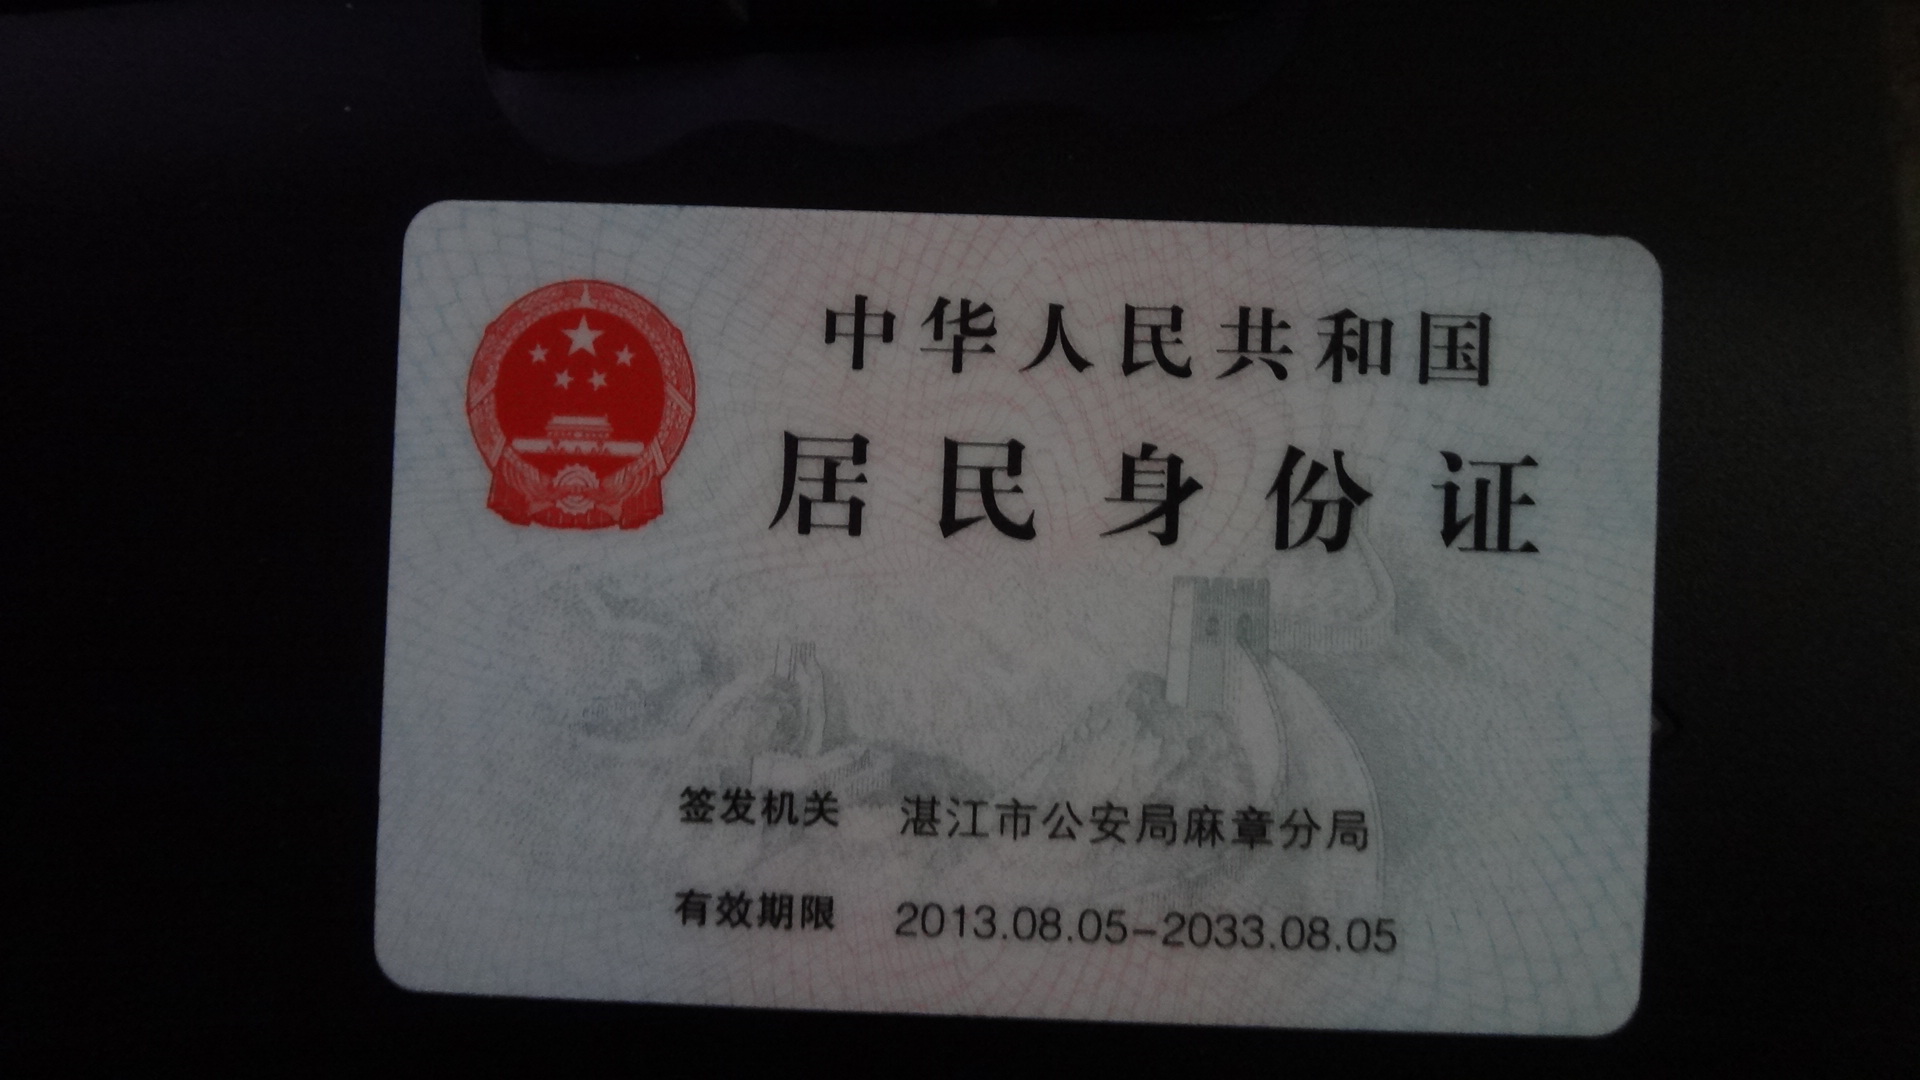 中华人民共和国
居民身份证
签发机关 湛江市公安局麻章分局
有效期限 2013.08.05-2033.08.05